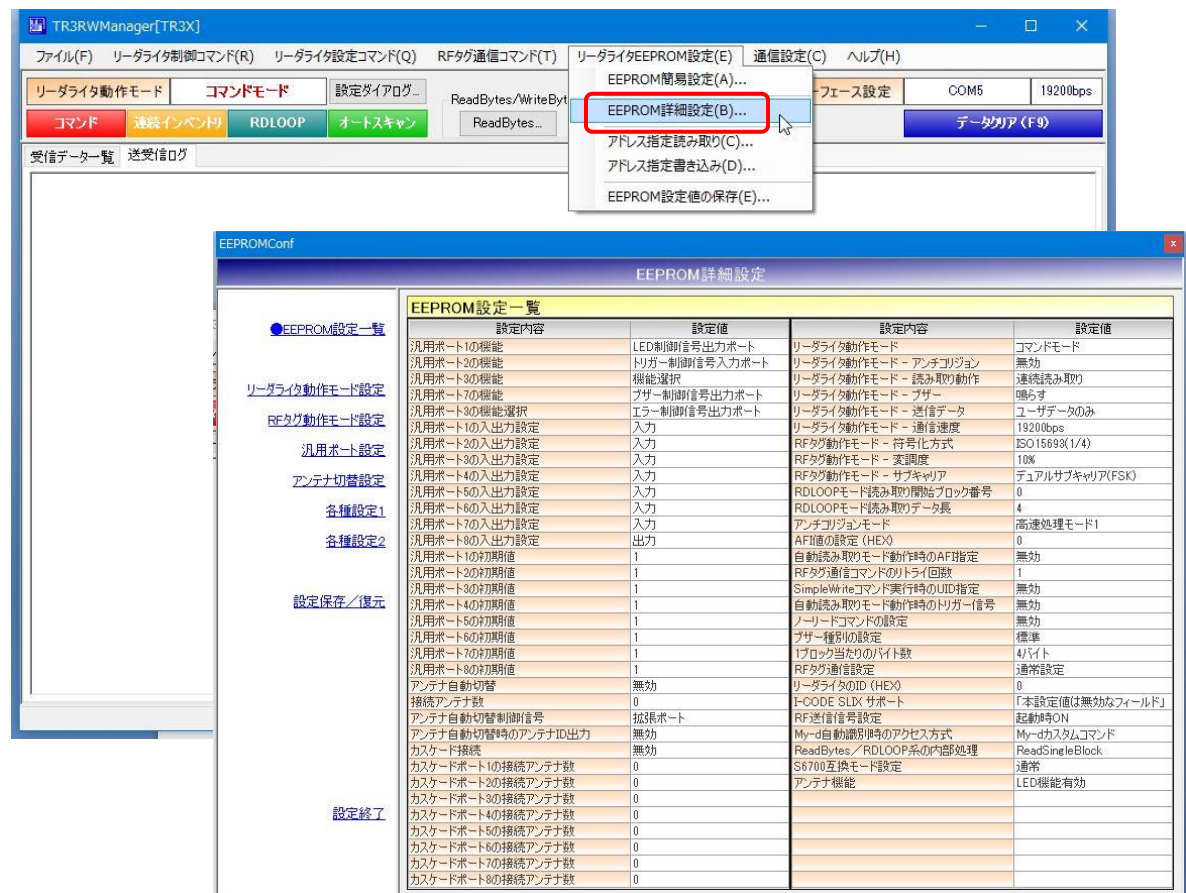 TR3RWManager[TR3X]
ファイル(F) リーダライタ制御コマンド(R) リーダライタ設定コマンド(Q) RFタグ通信コマンド(T) リーダライタEEPROM設定(E) 通信設定(C) ヘルプ(H)
リーダライタ動作モード コマンドモード 設定ダイアログ... ReadBytes/WriteByt ーフェース設定 COM5 19200bps
コマンド 連続インベントリ RDLOOP オートスキャン ReadBytes... データクリア(F9)
EEPROM簡易設定(A)...
EEPROM詳細設定(B)...
アドレス指定読み取り(C)...
アドレス指定書き込み(D)...
EEPROM設定値の保存(E)...
受信データ一覧 送受信ログ
EEPROMConf
EEPROM詳細設定
●EEPROM設定一覧
リーダライタ動作モード設定
RFタグ動作モード設定
汎用ポート設定
アンテナ切替設定
各種設定1
各種設定2
設定保存/復元
設定終了
EEPROM設定一覧
設定内容 設定値 設定内容 設定値
汎用ポート1の機能 LED制御信号出力ポート リーダライタ動作モード コマンドモード
汎用ポート2の機能 トリガー制御信号入力ポート リーダライタ動作モード - アンチコリジョン 無効
汎用ポート3の機能 機能選択 リーダライタ動作モード - 読み取り動作 連続読み取り
汎用ポート7の機能 ブザー制御信号出力ポート リーダライタ動作モード - ブザー 鳴らす
汎用ポート3の機能選択 エラー制御信号出力ポート リーダライタ動作モード - 送信データ ユーザデータのみ
汎用ポート1の入出力設定 入力 リーダライタ動作モード - 通信速度 19200bps
汎用ポート2の入出力設定 入力 RFタグ動作モード - 符号化方式 ISO15693(1/4)
汎用ポート3の入出力設定 入力 RFタグ動作モード - 変調度 10%
汎用ポート4の入出力設定 入力 RFタグ動作モード - サブキャリア デュアルサブキャリア(FSK)
汎用ポート5の入出力設定 入力 RDLOOPモード読み取り開始ブロック番号 0
汎用ポート6の入出力設定 入力 RDLOOPモード読み取りデータ長 4
汎用ポート7の入出力設定 入力 アンチコリジョンモード 高速処理モード1
汎用ポート8の入出力設定 出力 AFI値の設定 (HEX) 0
汎用ポート1の初期値 1 自動読み取りモード動作時のAFI指定 無効
汎用ポート2の初期値 1 RFタグ通信コマンドのリトライ回数 1
汎用ポート3の初期値 1 SimpleWriteコマンド実行時のUID指定 無効
汎用ポート4の初期値 1 自動読み取りモード動作時のトリガー信号 無効
汎用ポート5の初期値 1 ノーリードコマンドの設定 無効
汎用ポート6の初期値 1 ブザー種別の設定 標準
汎用ポート7の初期値 1 1ブロック当たりのバイト数 4バイト
汎用ポート8の初期値 1 RFタグ通信設定 通常設定
アンテナ自動切替 無効 リーダライタのID (HEX) 0
接続アンテナ数 0 I-CODE SLIX サポート 「本設定値は無効なフィールド」
アンテナ自動切替制御信号 拡張ポート RF送信信号設定 起動時ON
アンテナ自動切替時のアンテナID出力 無効 My-d自動識別時のアクセス方式 My-dカスタムコマンド
カスケード接続 無効 ReadBytes/RDLOOP系の内部処理 ReadSingleBlock
カスケードポート1の接続アンテナ数 0 S6700互換モード設定 通常
カスケードポート2の接続アンテナ数 0 アンテナ機能 LED機能有効
カスケードポート3の接続アンテナ数 0
カスケードポート4の接続アンテナ数 0
カスケードポート5の接続アンテナ数 0
カスケードポート6の接続アンテナ数 0
カスケードポート7の接続アンテナ数 0
カスケードポート8の接続アンテナ数 0